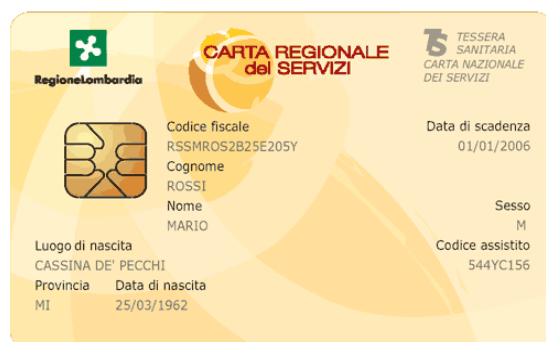 RegioneLombardia
CARTA REGIONALE
dei SERVIZI
TS TESSERA
SANITARIA
CARTA NAZIONALE
DEI SERVIZI
Codice fiscale
RSSMROS2B25E205Y
Data di scadenza
01/01/2006
Cognome
ROSSI
Nome
MARIO
Sesso
M
Luogo di nascita
CASSINA DE' PECCHI
Codice assistito
544YC156
Provincia Data di nascita
MI 25/03/1962